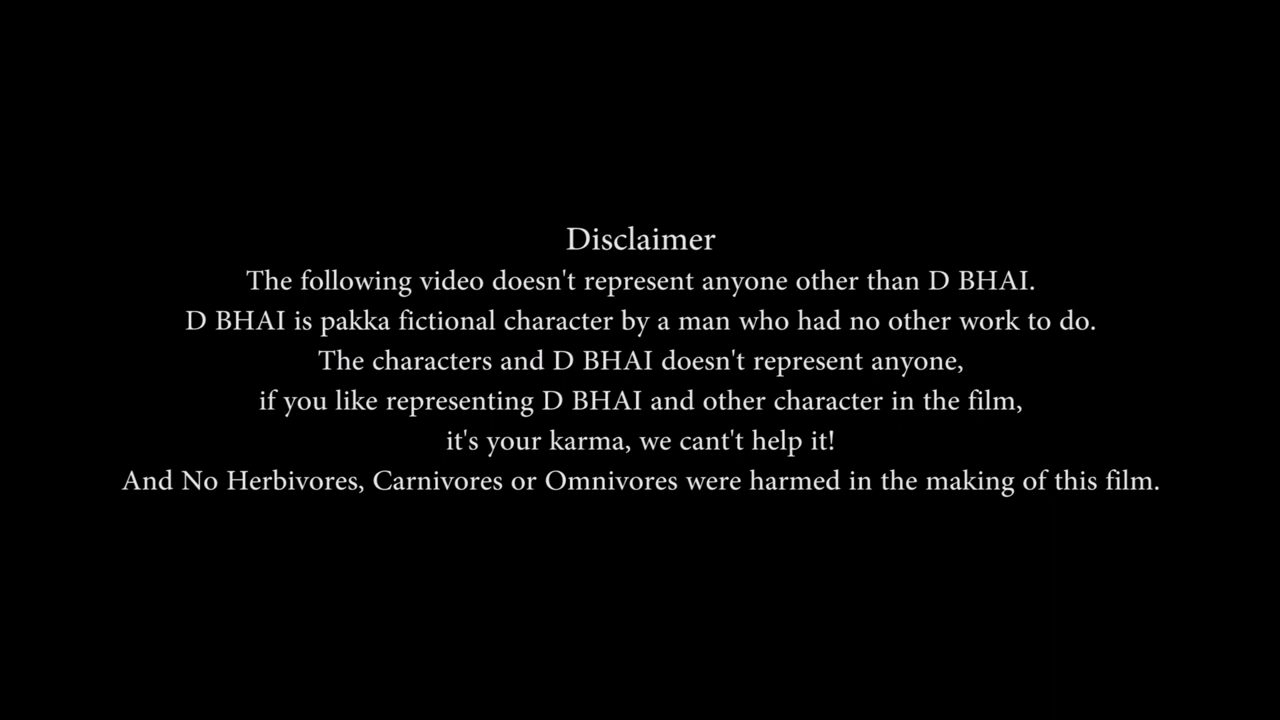 Disclaimer
The following video doesn't represent anyone other than D BHAI.
D BHAI is pakka fictional character by a man who had no other work to do.
The characters and D BHAI doesn't represent anyone,
if you like representing D BHAI and other character in the film,
it's your karma, we cant't help it!
And No Herbivores, Carnivores or Omnivores were harmed in the making of this film.